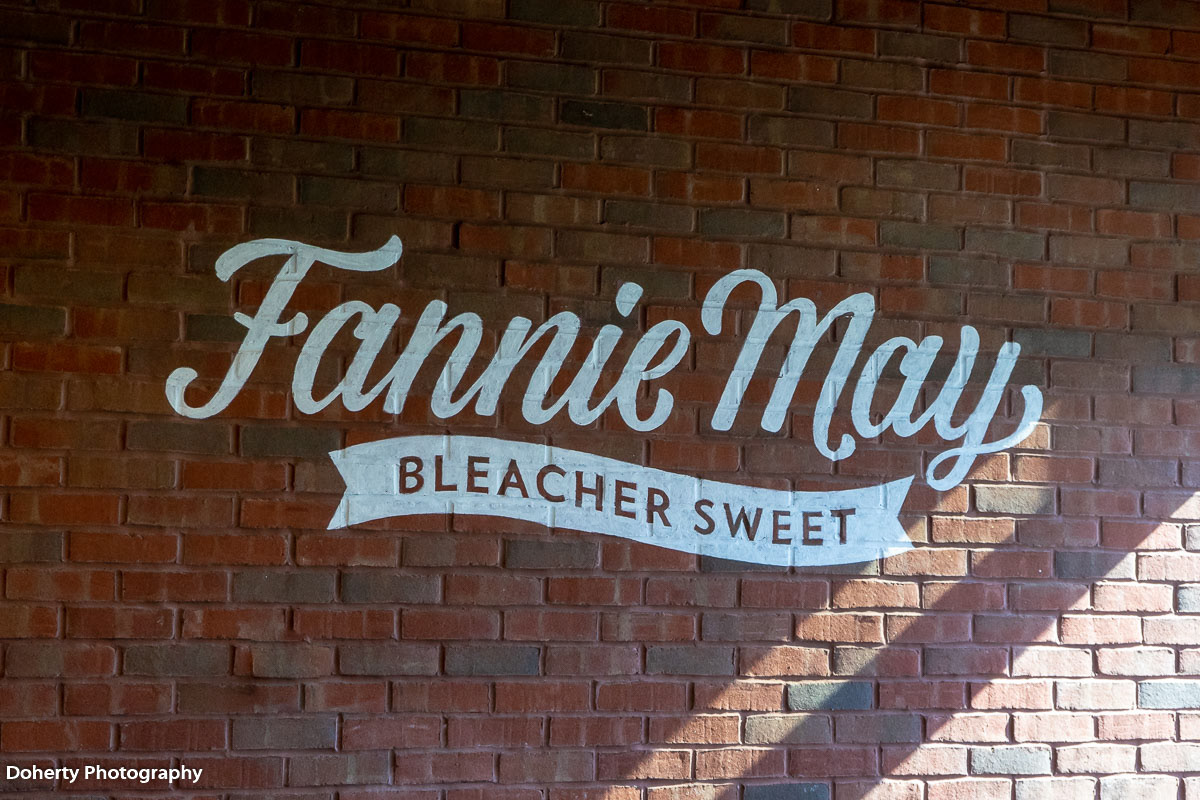 Fannie May
BLEACHER SWEET
Doherty Photography